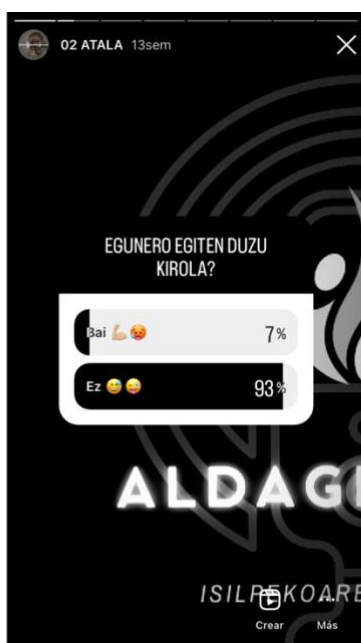 02 ATALA 13sem
EGUNERO EGITEN DUZU
KIROLA?
Bai 💪🏼🥵 7%
Ez 😅😜 93%
ALDAG
ISILPEKOARE
Crear Más